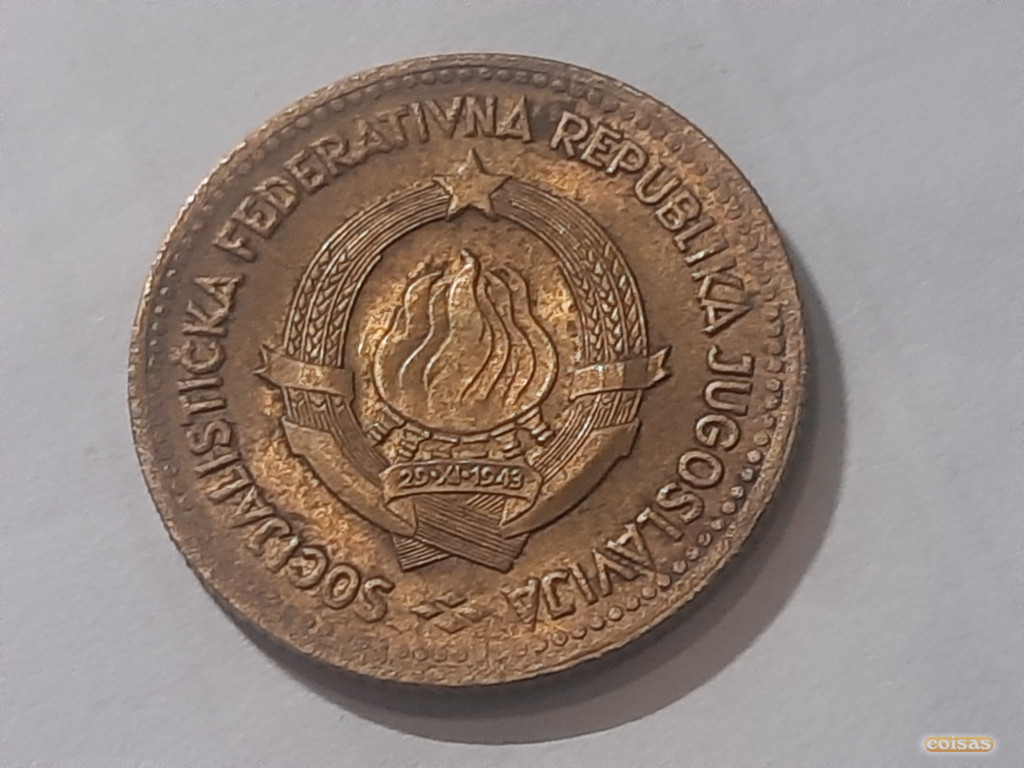 SOCIJALISTIČKA FEDERATIVNA REPUBLIKA JUGOSLAVIJA
29·XI·1943
coisas